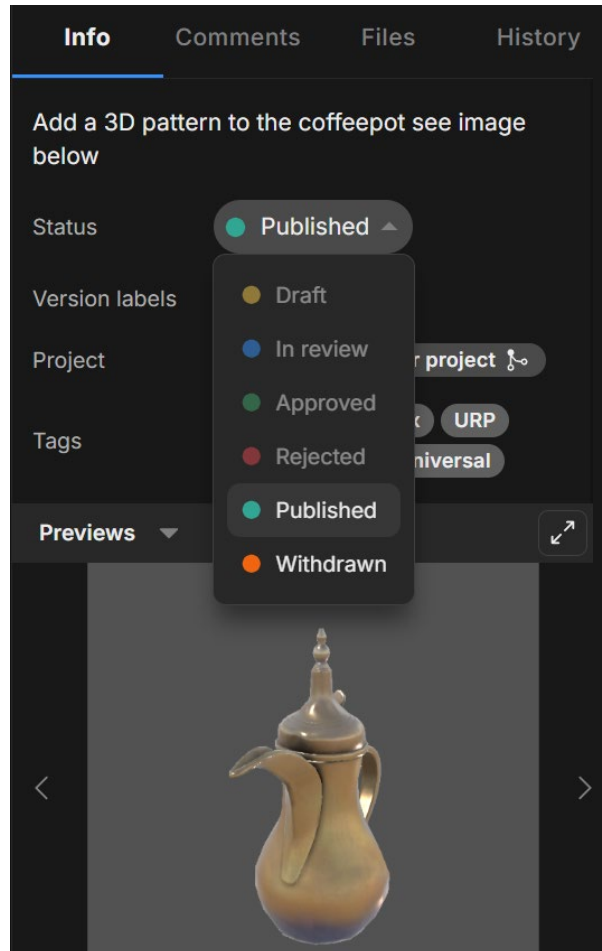 Info Comments Files History
Add a 3D pattern to the coffeepot see image
below
Status Published
Version labels
Draft
In review
Project project
Approved
Tags URP
Rejected
Published
Previews
Withdrawn